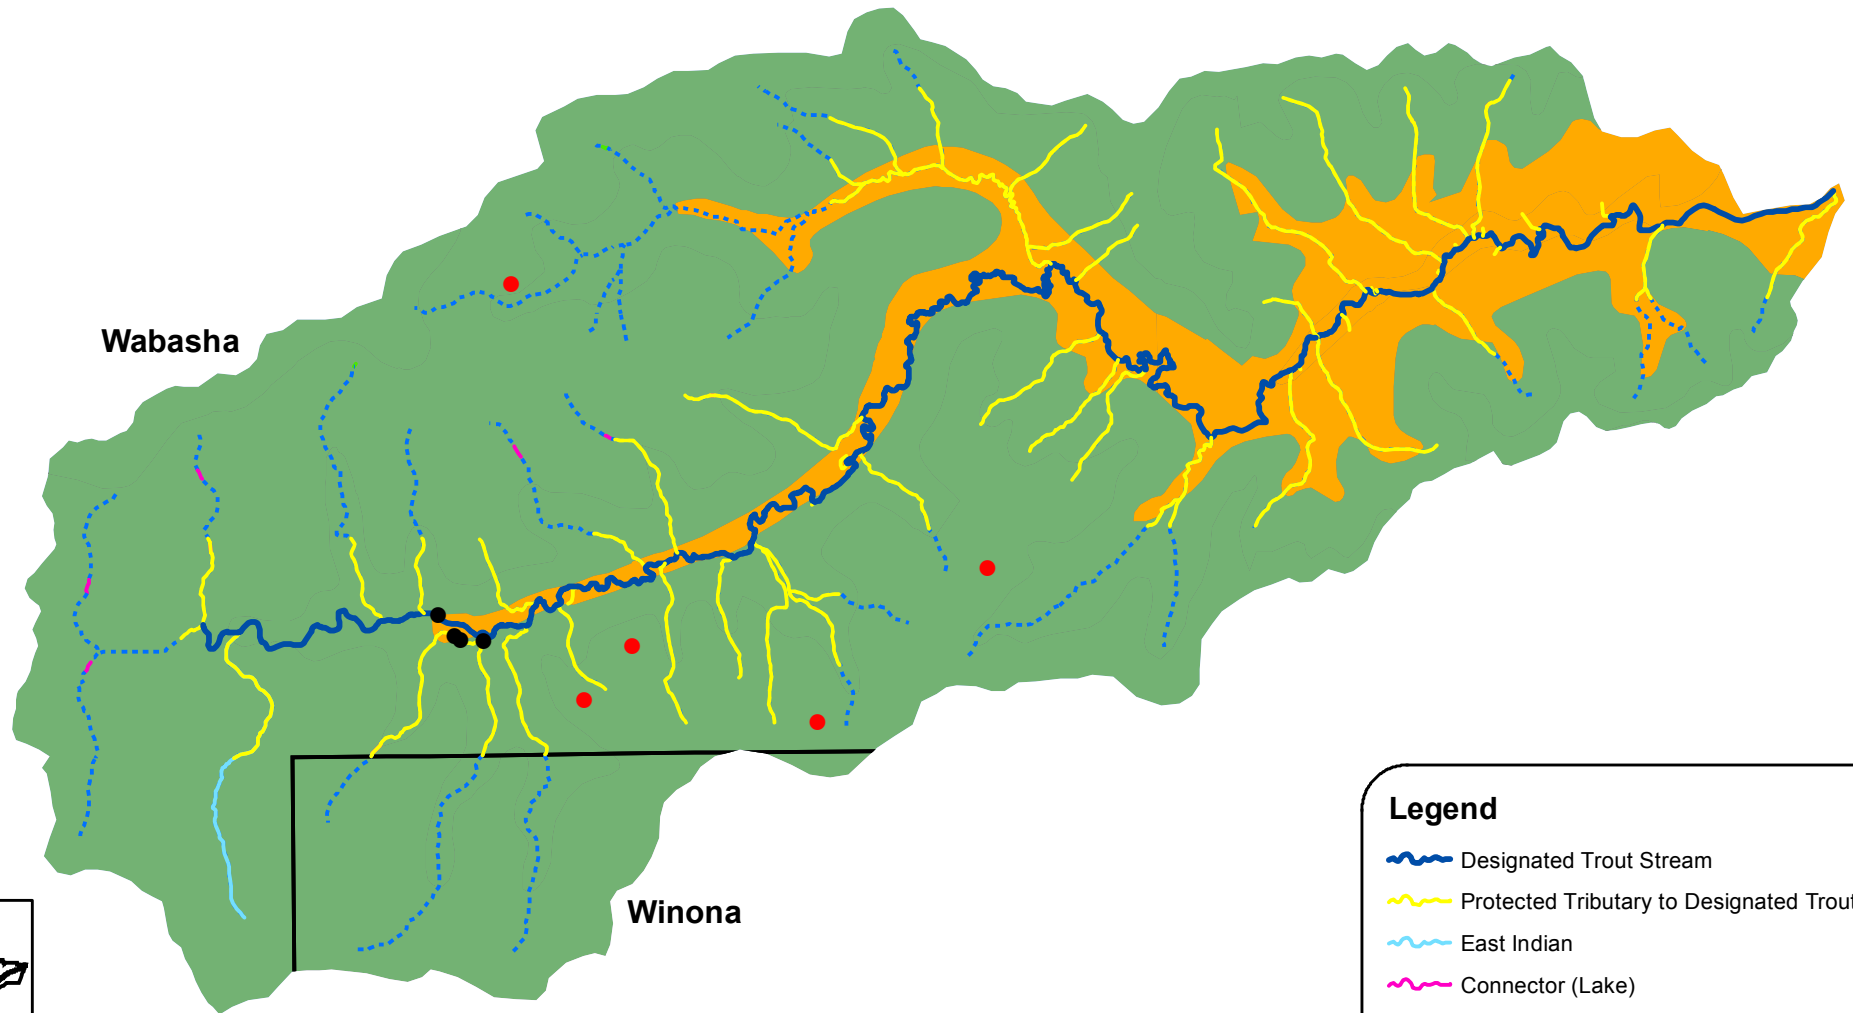 Wabasha
Winona
Legend
Designated Trout Stream
Protected Tributary to Designated Trout
East Indian
Connector (Lake)